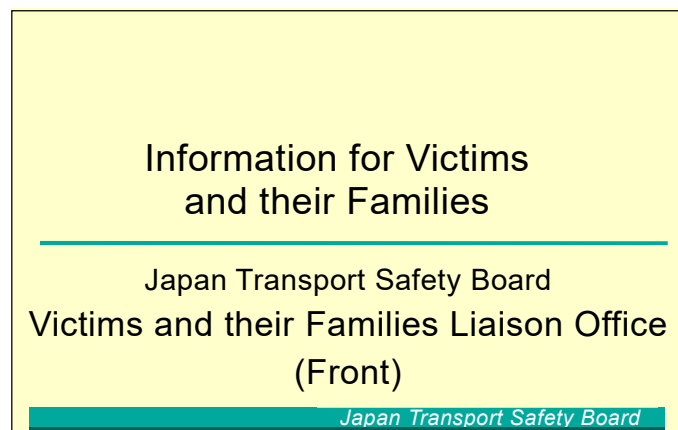 Information for Victims
and their Families
Japan Transport Safety Board
Victims and their Families Liaison Office
(Front)
Japan Transport Safety Board